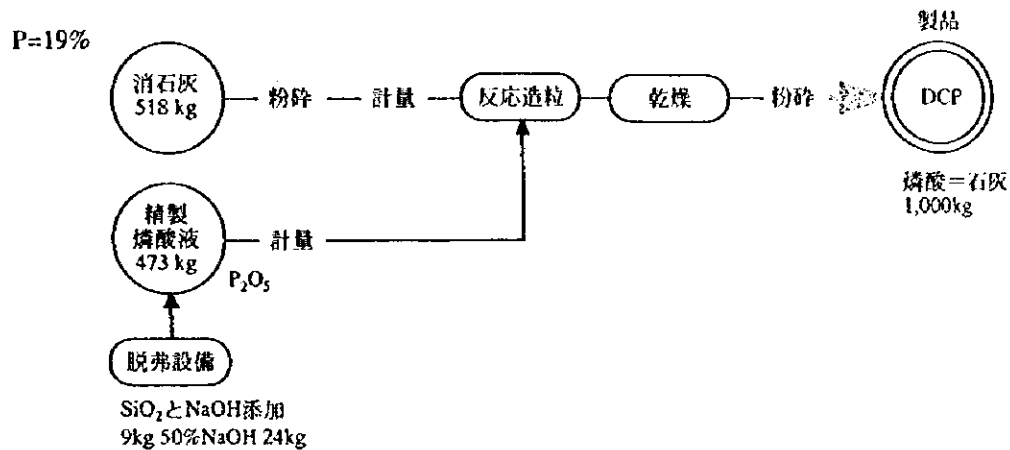 P=19%
製品
消石灰
518 kg
粉砕
計量
反応造粒
乾燥
粉砕
DCP
燐酸=石灰
1,000kg
精製
燐酸液
473 kg
計量
P₂O₅
脱弗設備
SiO₂とNaOH添加
9kg 50%NaOH 24kg